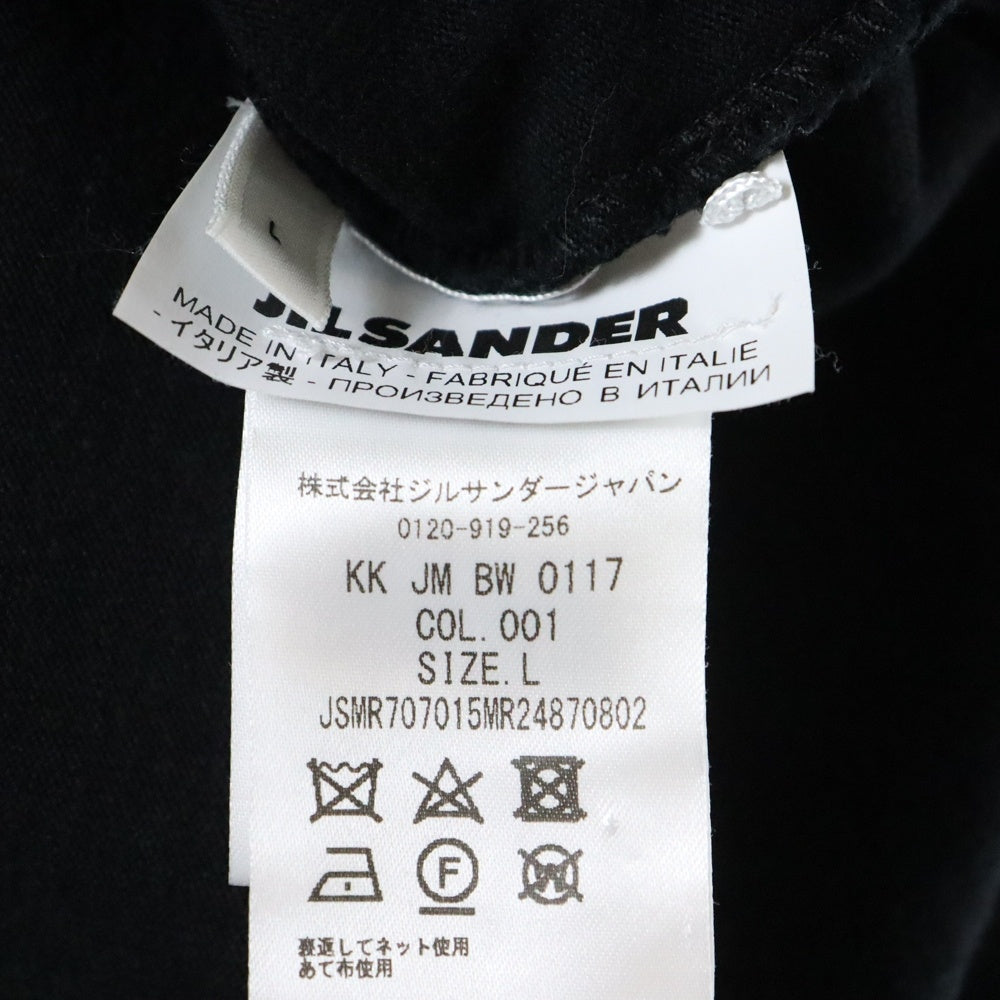 L
JIL SANDER
MADE IN ITALY - FABRIQUÉ EN ITALIE
- イタリア製 - ПРОИЗВЕДЕНО В ИТАЛИИ
株式会社ジルサンダージャパン
0120-919-256
KK JM BW 0117
COL.001
SIZE.L
JSMR707015MR24870802
F
W
裏返してネット使用
あて布使用